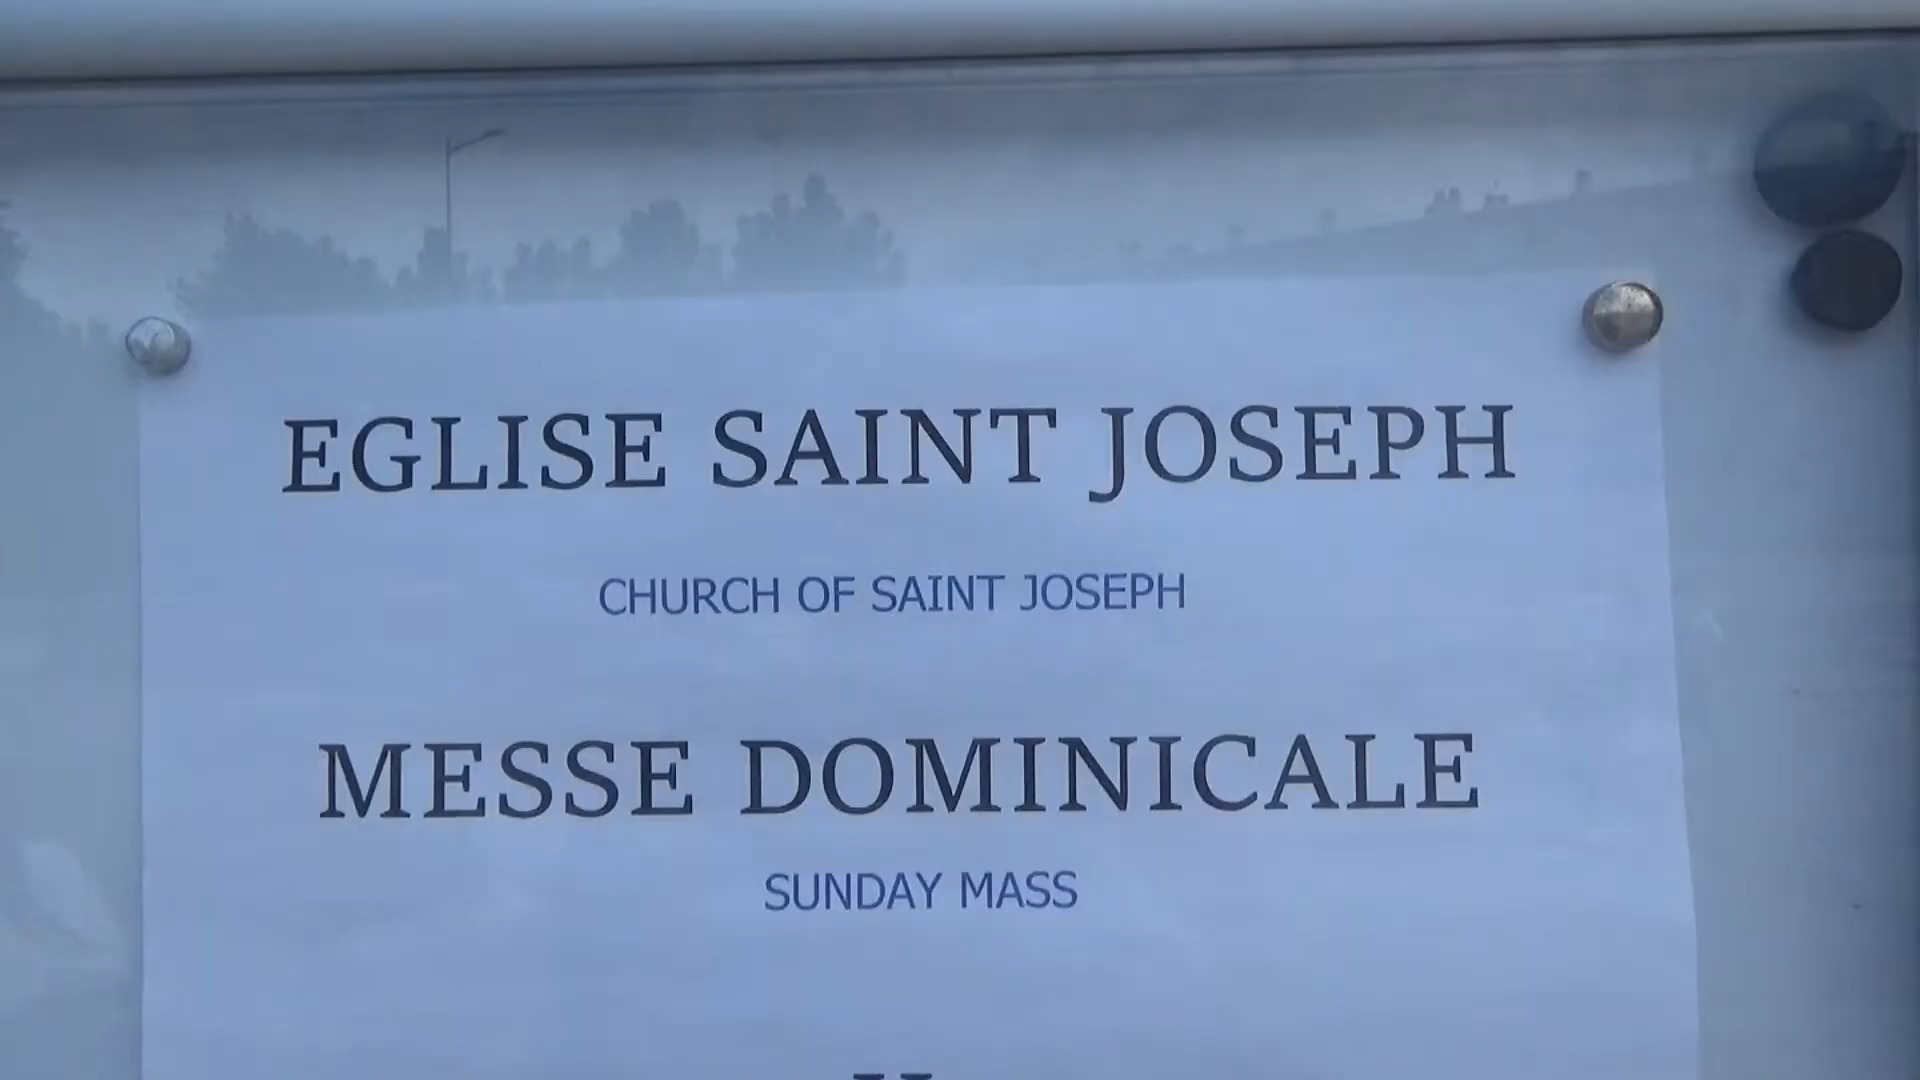 EGLISE SAINT JOSEPH
CHURCH OF SAINT JOSEPH
MESSE DOMINICALE
SUNDAY MASS